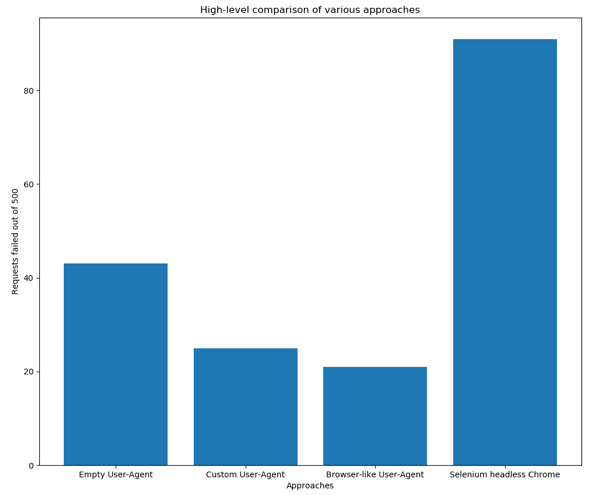 High-level comparison of various approaches
Requests failed out of 500
80
60
40
20
0
Empty User-Agent
Custom User-Agent
Browser-like User-Agent
Selenium headless Chrome
Approaches